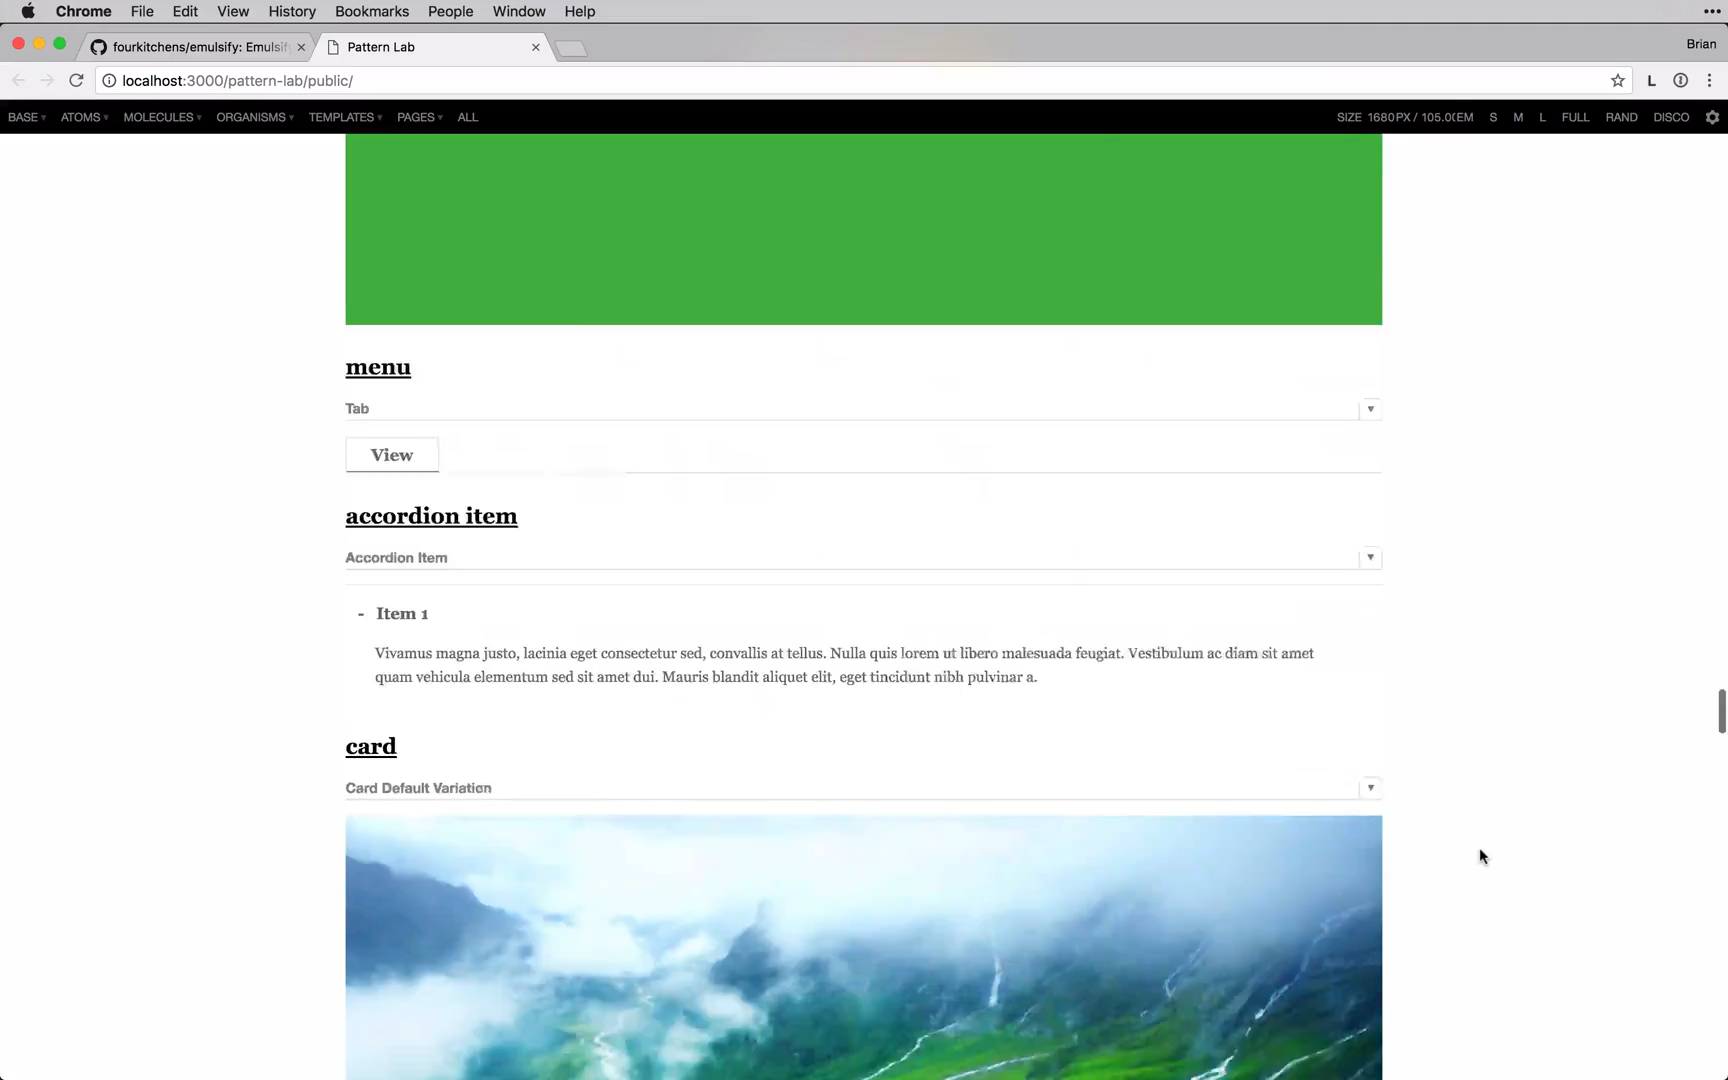 Chrome File Edit View History Bookmarks People Window Help
fourkitchens/emulsify: Emulsify Pattern Lab Brian
localhost:3000/pattern-lab/public/ L
BASE ATOMS MOLECULES ORGANISMS TEMPLATES PAGES ALL SIZE 1680PX / 105.0(EM S M L FULL RAND DISCO
menu
Tab
View
accordion item
Accordion Item
- Item 1
Vivamus magna justo, lacinia eget consectetur sed, convallis at tellus. Nulla quis lorem ut libero malesuada feugiat. Vestibulum ac diam sit amet
quam vehicula elementum sed sit amet dui. Mauris blandit aliquet elit, eget tincidunt nibh pulvinar a.
card
Card Default Variation